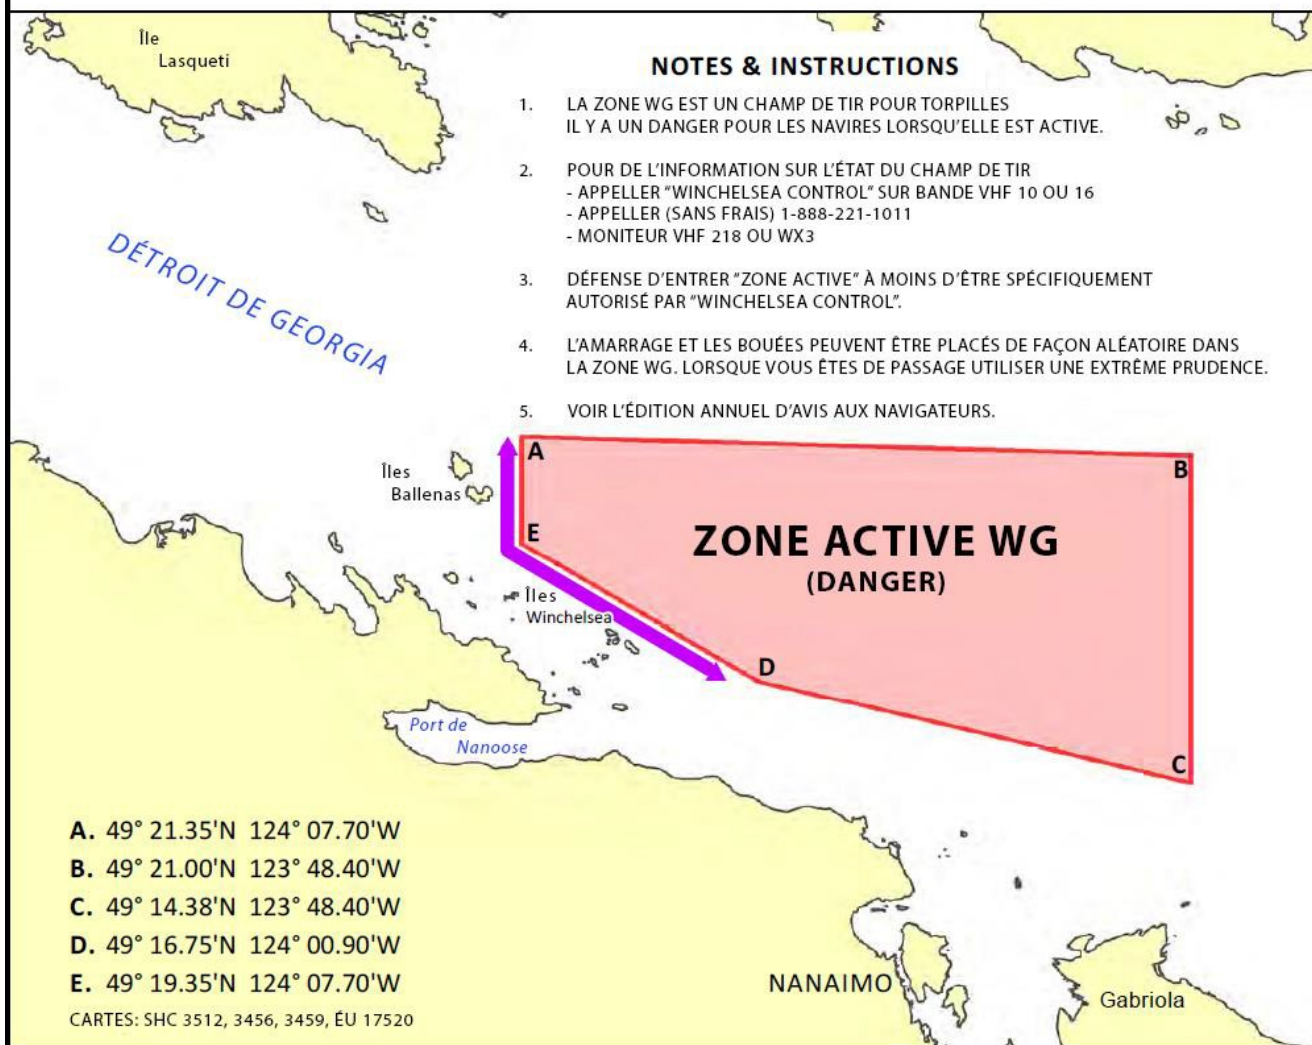 Île
Lasqueti
NOTES & INSTRUCTIONS
1. LA ZONE WG EST UN CHAMP DE TIR POUR TORPILLES
IL Y A UN DANGER POUR LES NAVIRES LORSQU'ELLE EST ACTIVE.
2. POUR DE L'INFORMATION SUR L'ÉTAT DU CHAMP DE TIR
- APPELLER "WINCHELSEA CONTROL" SUR BANDE VHF 10 OU 16
- APPELLER (SANS FRAIS) 1-888-221-1011
- MONITEUR VHF 218 OU WX3
3. DÉFENSE D'ENTRER "ZONE ACTIVE" À MOINS D'ÊTRE SPÉCIFIQUEMENT
AUTORISÉ PAR "WINCHELSEA CONTROL".
4. L'AMARRAGE ET LES BOUÉES PEUVENT ÊTRE PLACÉS DE FAÇON ALÉATOIRE DANS
LA ZONE WG. LORSQUE VOUS ÊTES DE PASSAGE UTILISER UNE EXTRÊME PRUDENCE.
5. VOIR L'ÉDITION ANNUEL D'AVIS AUX NAVIGATEURS.
DÉTROIT DE GEORGIA
A
B
Îles
Ballenas
E
ZONE ACTIVE WG
(DANGER)
Îles
Winchelsea
D
C
Port de
Nanoose
A. 49° 21.35'N 124° 07.70'W
B. 49° 21.00'N 123° 48.40'W
C. 49° 14.38'N 123° 48.40'W
D. 49° 16.75'N 124° 00.90'W
E. 49° 19.35'N 124° 07.70'W
CARTES: SHC 3512, 3456, 3459, ÉU 17520
NANAIMO
Gabriola